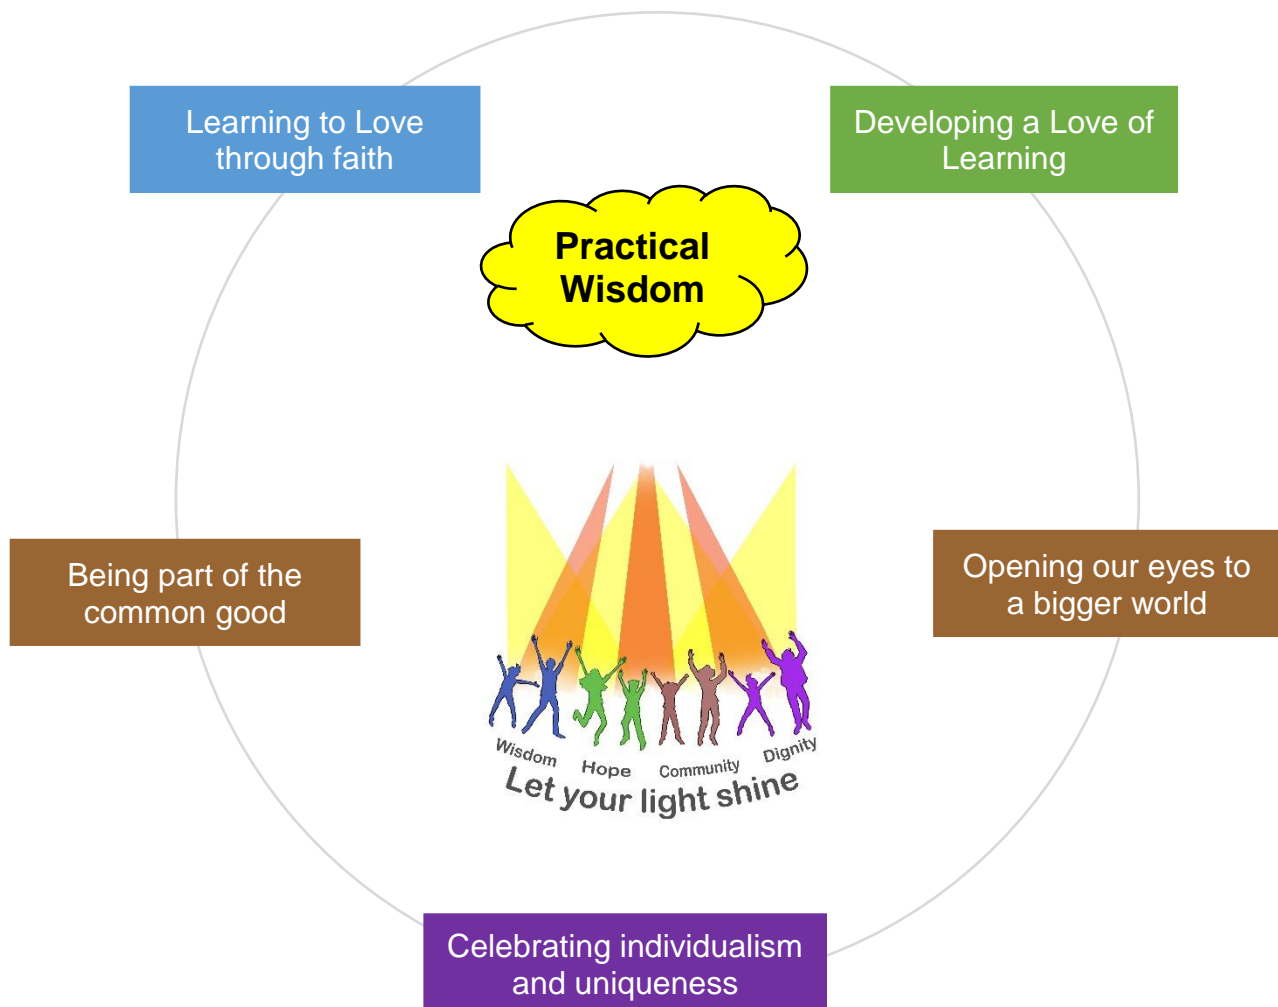 Learning to Love
through faith
Developing a Love of
Learning
Practical
Wisdom
Being part of the
common good
Opening our eyes to
a bigger world
Wisdom Hope Community Dignity
Let your light shine
Celebrating individualism
and uniqueness